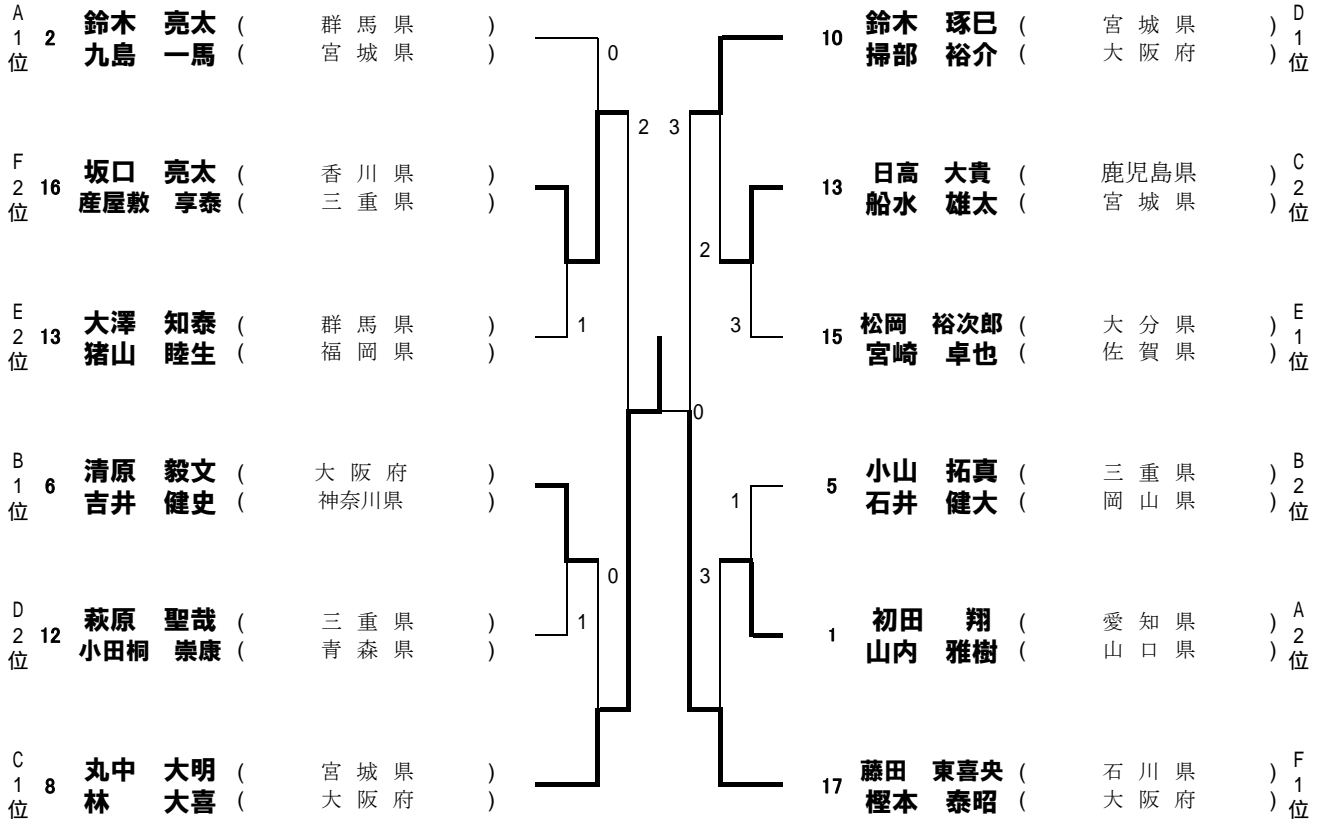 A 1 位 2 鈴木 亮太 ( 群 馬 県 )
九島 一馬 ( 宮 城 県 )
0
F 2 位 16 坂口 亮太 ( 香 川 県 )
産屋敷 享泰 ( 三 重 県 )
2
E 2 位 13 大澤 知泰 ( 群 馬 県 )
猪山 睦生 ( 福 岡 県 )
1
B 1 位 6 清原 毅文 ( 大 阪 府 )
吉井 健史 ( 神奈川県 )
0
D 2 位 12 萩原 聖哉 ( 三 重 県 )
小田桐 崇康 ( 青 森 県 )
1
C 1 位 8 丸中 大明 ( 宮 城 県 )
林 大喜 ( 大 阪 府 )
10 鈴木 琢巳 ( 宮 城 県 ) D 1 位
掃部 裕介 ( 大 阪 府 )
3
13 日高 大貴 ( 鹿児島県 ) C 2 位
船水 雄太 ( 宮 城 県 )
2
3
15 松岡 裕次郎 ( 大 分 県 ) E 1 位
宮崎 卓也 ( 佐 賀 県 )
0
5 小山 拓真 ( 三 重 県 ) B 2 位
石井 健大 ( 岡 山 県 )
1
3
1 初田 翔 ( 愛 知 県 ) A 2 位
山内 雅樹 ( 山 口 県 )
17 藤田 東喜央 ( 石 川 県 ) F 1 位
樫本 泰昭 ( 大 阪 府 )